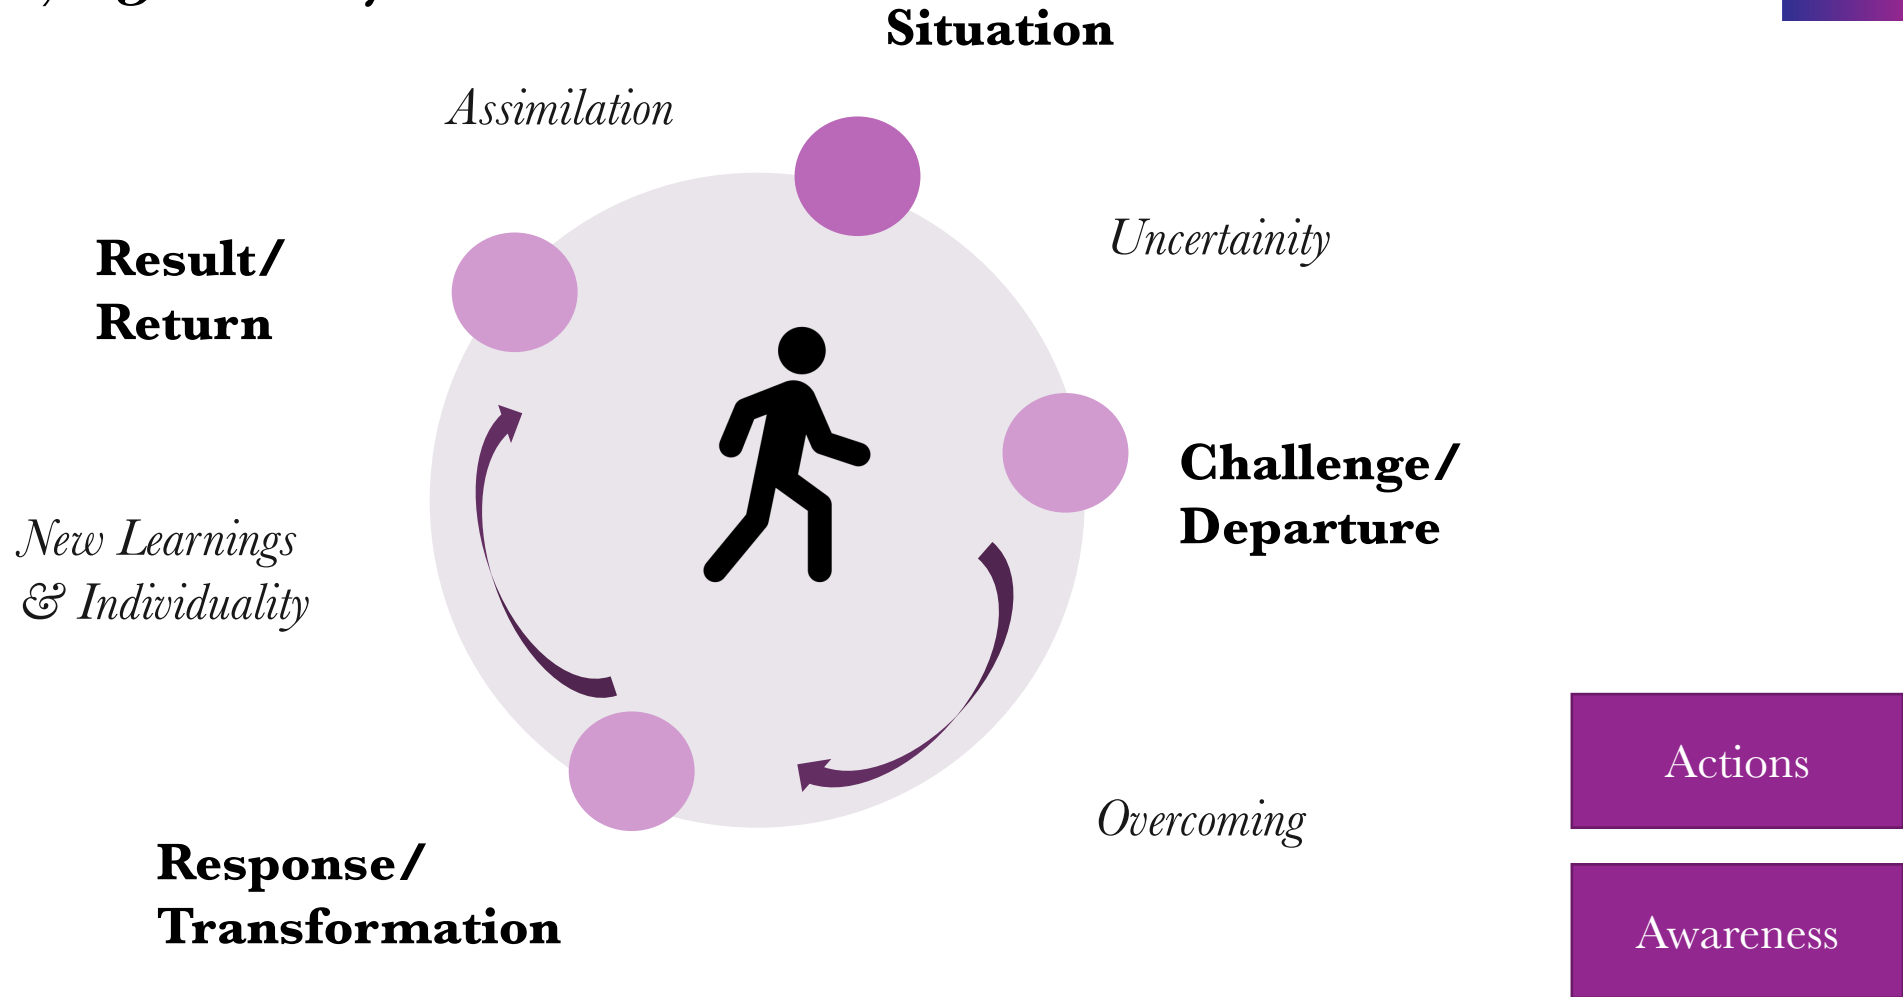 Situation
Assimilation
Uncertainity
Result/
Return
Challenge/
Departure
New Learnings
& Individuality
Overcoming
Response/
Transformation
Actions
Awareness